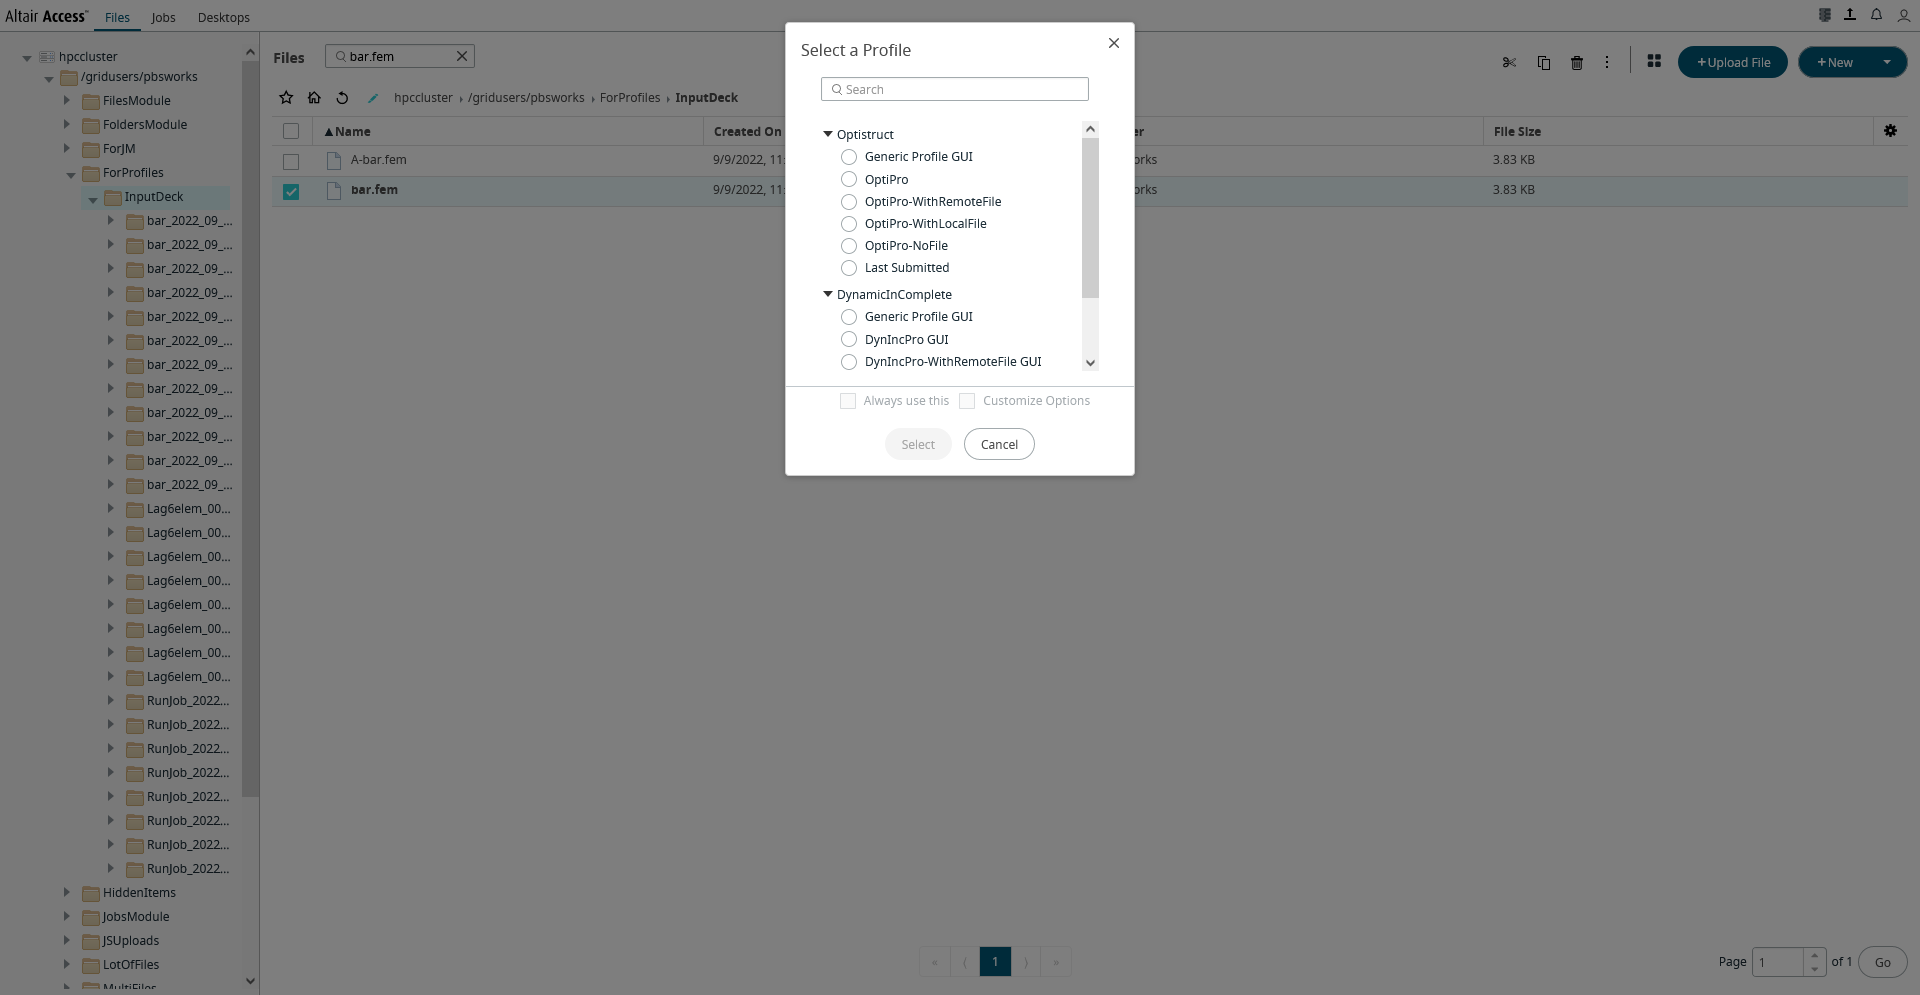 Altair Access™ Files Jobs Desktops
hpccluster
/gridusers/pbsworks
FilesModule
FoldersModule
ForJM
ForProfiles
InputDeck
bar_2022_09_...
bar_2022_09_...
bar_2022_09_...
bar_2022_09_...
bar_2022_09_...
bar_2022_09_...
bar_2022_09_...
bar_2022_09_...
bar_2022_09_...
bar_2022_09_...
bar_2022_09_...
bar_2022_09_...
Lag6elem_00...
Lag6elem_00...
Lag6elem_00...
Lag6elem_00...
Lag6elem_00...
Lag6elem_00...
Lag6elem_00...
Lag6elem_00...
RunJob_2022...
RunJob_2022...
RunJob_2022...
RunJob_2022...
RunJob_2022...
RunJob_2022...
RunJob_2022...
RunJob_2022...
HiddenItems
JobsModule
JSUploads
LotOfFiles
MultiFiles
Files bar.fem
+Upload File +New
hpccluster › /gridusers/pbsworks › ForProfiles › InputDeck
Name Created On er File Size
A-bar.fem 9/9/2022, 11: orks 3.83 KB
bar.fem 9/9/2022, 11: orks 3.83 KB
Select a Profile
Search
Optistruct
Generic Profile GUI
OptiPro
OptiPro-WithRemoteFile
OptiPro-WithLocalFile
OptiPro-NoFile
Last Submitted
DynamicInComplete
Generic Profile GUI
DynIncPro GUI
DynIncPro-WithRemoteFile GUI
Always use this Customize Options
Select Cancel
« ⟨ 1 ⟩ » Page 1 of 1 Go